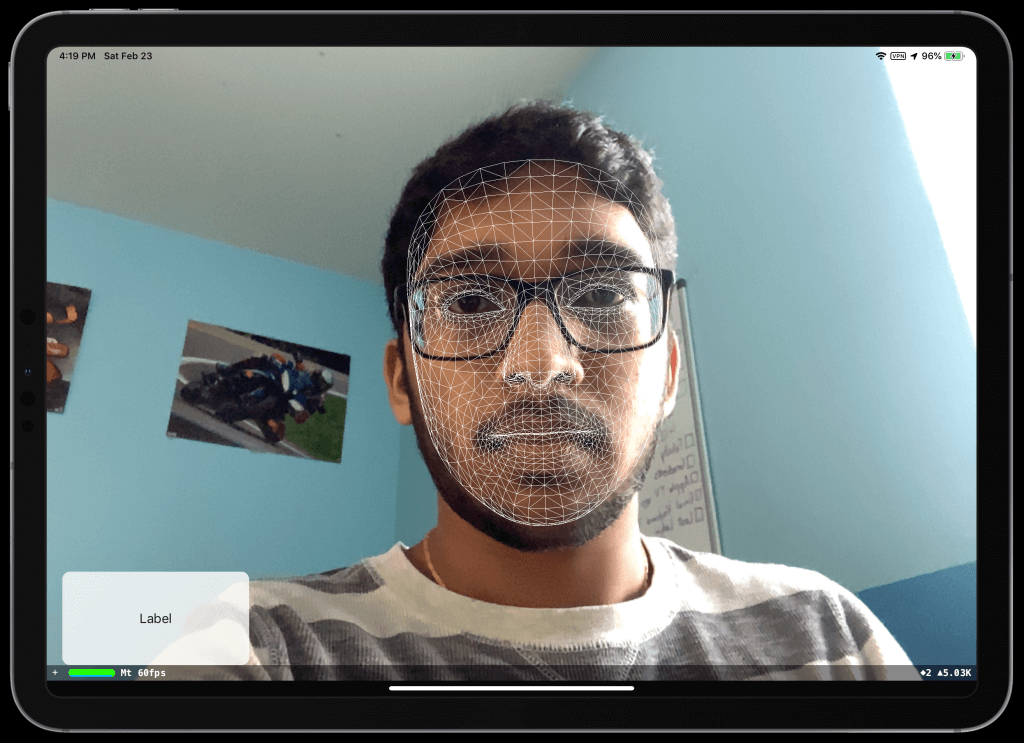 4:19 PM Sat Feb 23
VPN 96%
Label
+ Mt 60fps
◆2 ▲5.03K